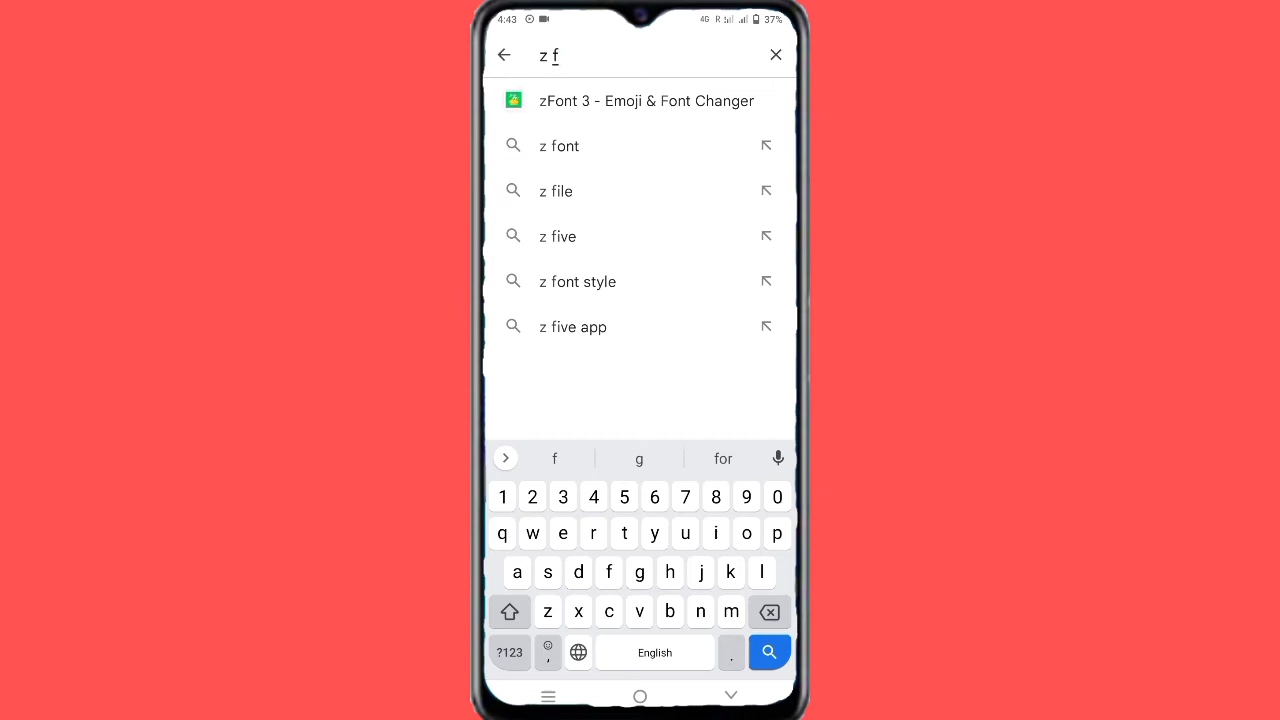 4:43 4G R 37%
z f
zFont 3 - Emoji & Font Changer
z font
z file
z five
z font style
z five app
f g for
1 2 3 4 5 6 7 8 9 0
q w e r t y u i o p
a s d f g h j k l
z x c v b n m
?123 , English .